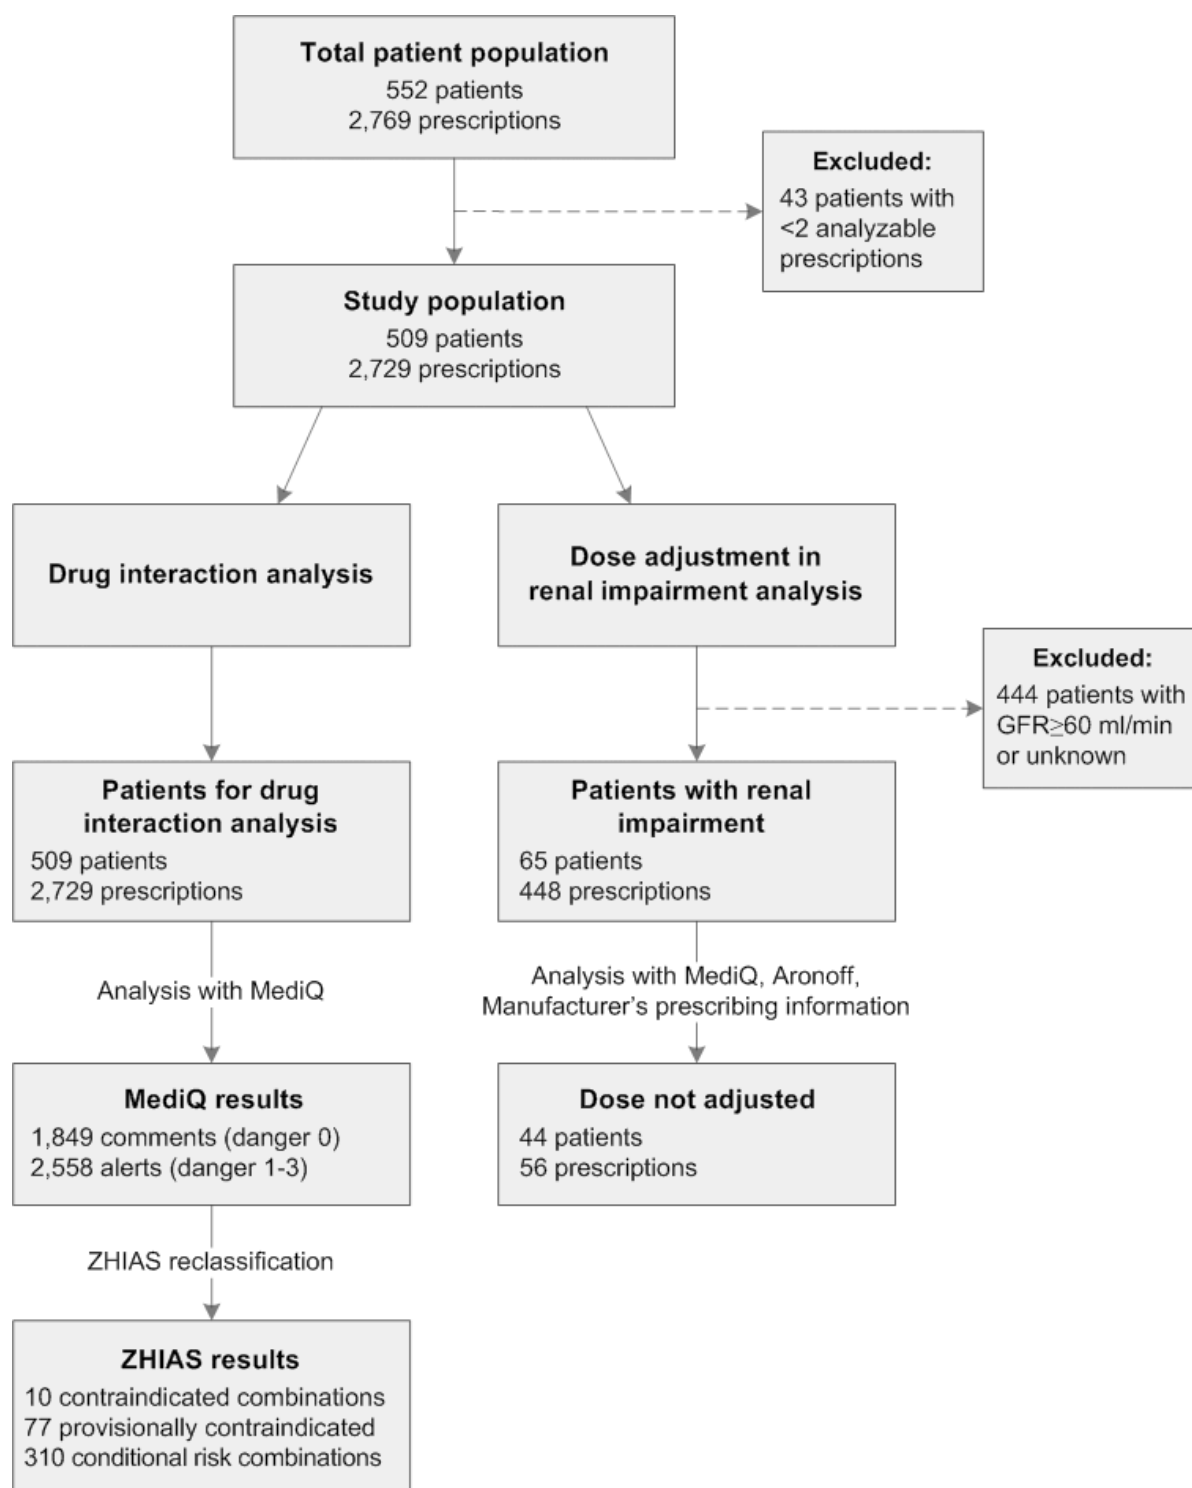 Total patient population
552 patients
2,769 prescriptions
Excluded:
43 patients with
<2 analyzable
prescriptions
Study population
509 patients
2,729 prescriptions
Drug interaction analysis
Dose adjustment in
renal impairment analysis
Excluded:
444 patients with
GFR≥60 ml/min
or unknown
Patients for drug
interaction analysis
509 patients
2,729 prescriptions
Patients with renal
impairment
65 patients
448 prescriptions
Analysis with MediQ
Analysis with MediQ, Aronoff,
Manufacturer's prescribing information
MediQ results
1,849 comments (danger 0)
2,558 alerts (danger 1-3)
Dose not adjusted
44 patients
56 prescriptions
ZHIAS reclassification
ZHIAS results
10 contraindicated combinations
77 provisionally contraindicated
310 conditional risk combinations